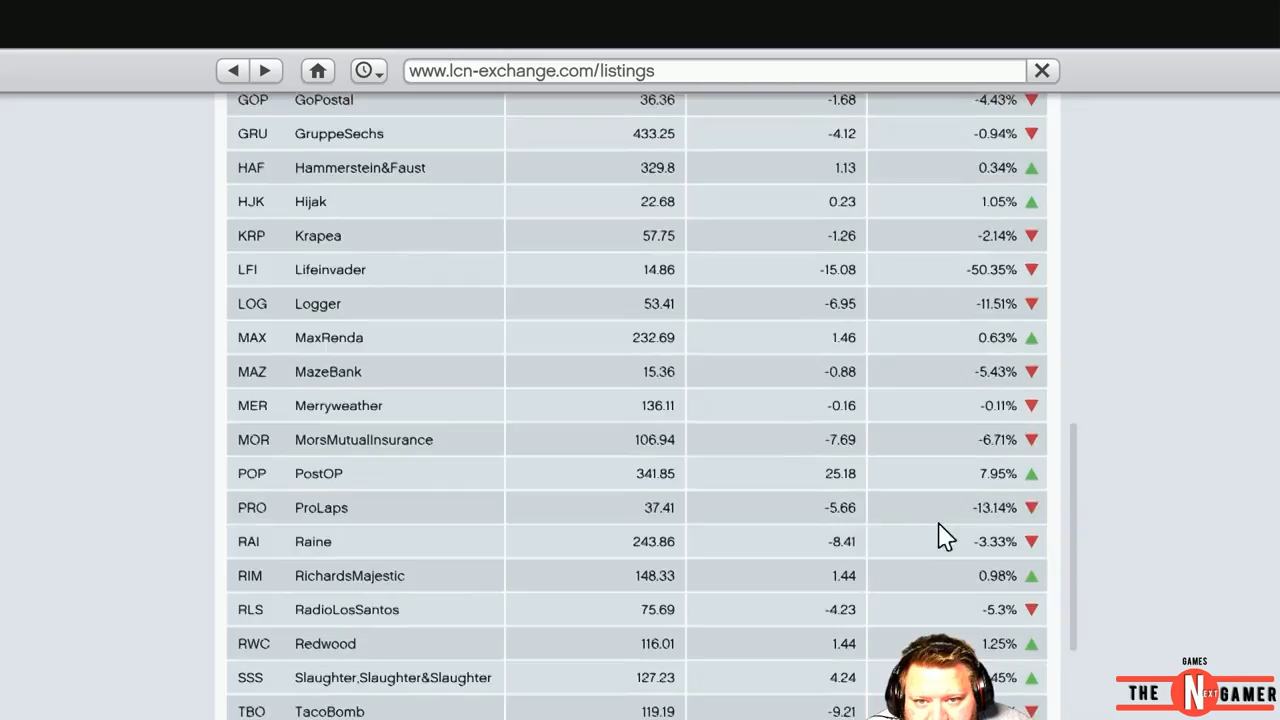 www.lcn-exchange.com/listings
GOP GoPostal 36.36 -1.68 -4.43%
GRU GruppeSechs 433.25 -4.12 -0.94%
HAF Hammerstein&Faust 329.8 1.13 0.34%
HJK Hijak 22.68 0.23 1.05%
KRP Krapea 57.75 -1.26 -2.14%
LFI Lifeinvader 14.86 -15.08 -50.35%
LOG Logger 53.41 -6.95 -11.51%
MAX MaxRenda 232.69 1.46 0.63%
MAZ MazeBank 15.36 -0.88 -5.43%
MER Merryweather 136.11 -0.16 -0.11%
MOR MorsMutualInsurance 106.94 -7.69 -6.71%
POP PostOP 341.85 25.18 7.95%
PRO ProLaps 37.41 -5.66 -13.14%
RAI Raine 243.86 -8.41 -3.33%
RIM RichardsMajestic 148.33 1.44 0.98%
RLS RadioLosSantos 75.69 -4.23 -5.3%
RWC Redwood 116.01 1.44 1.25%
SSS Slaughter,Slaughter&Slaughter 127.23 4.24
TBO TacoBomb 119.19 -9.21
GAMES
THE NEXT GAMER